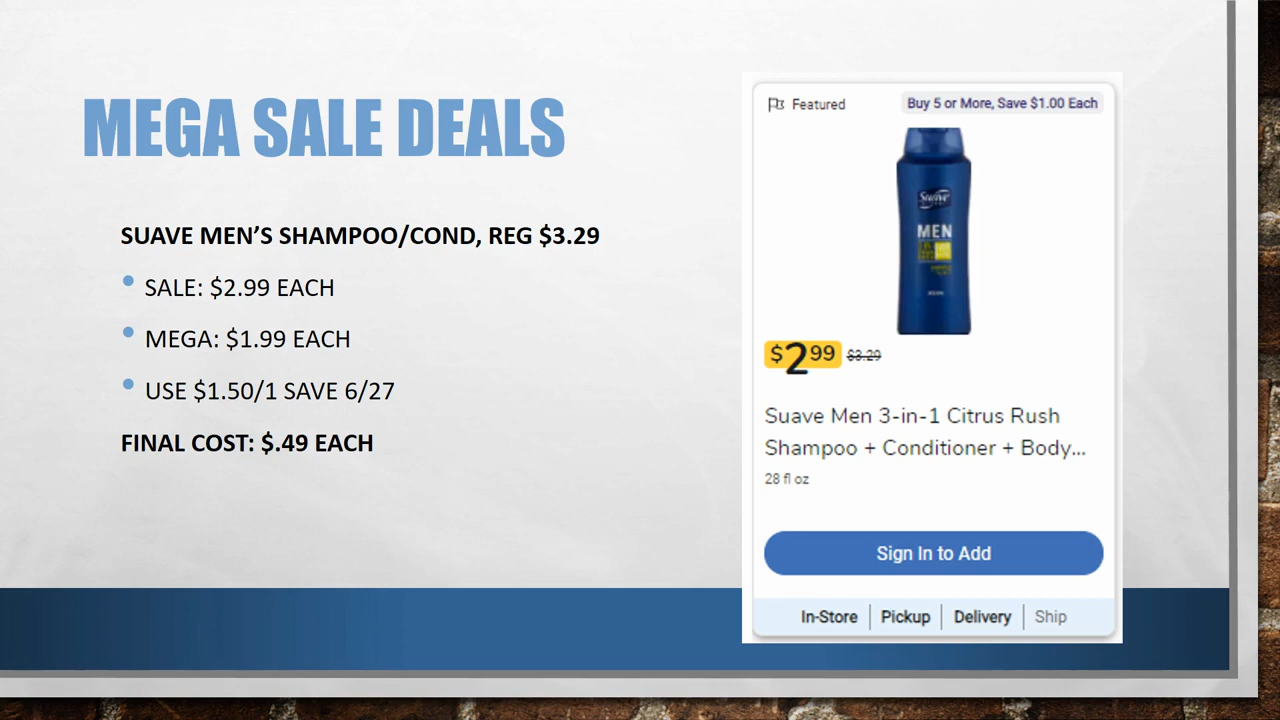 MEGA SALE DEALS
SUAVE MEN'S SHAMPOO/COND, REG $3.29
• SALE: $2.99 EACH
• MEGA: $1.99 EACH
• USE $1.50/1 SAVE 6/27
FINAL COST: $.49 EACH
Featured
Buy 5 or More, Save $1.00 Each
Suave
MEN
$2 99 $3.29
Suave Men 3-in-1 Citrus Rush
Shampoo + Conditioner + Body...
28 fl oz
Sign In to Add
In-Store | Pickup | Delivery | Ship